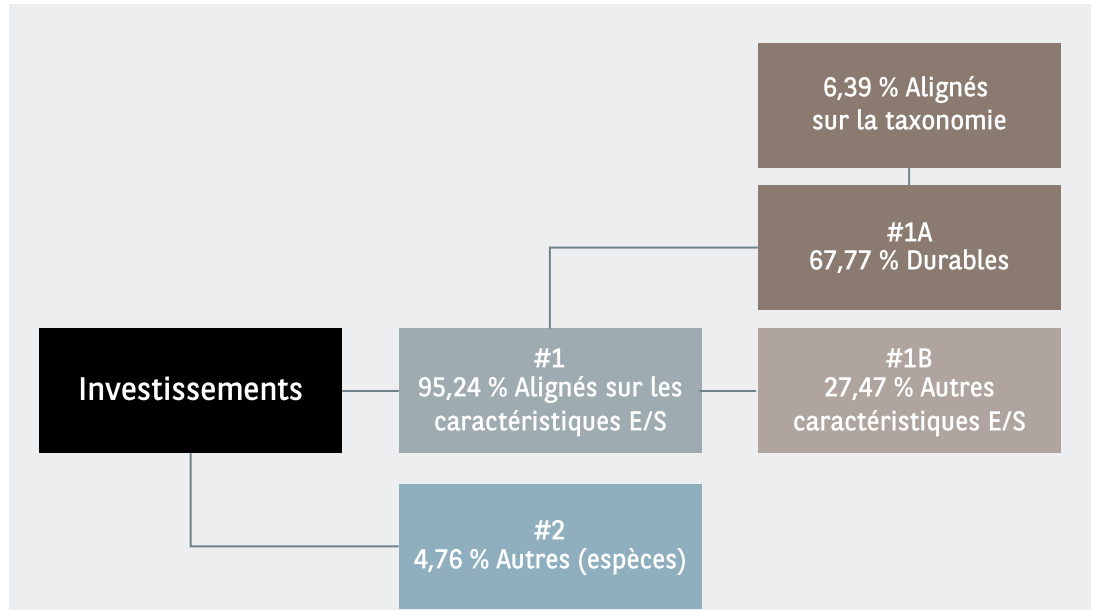 6,39 % Alignés
sur la taxonomie
#1A
67,77 % Durables
Investissements
#1
95,24 % Alignés sur les
caractéristiques E/S
#1B
27,47 % Autres
caractéristiques E/S
#2
4,76 % Autres (espèces)